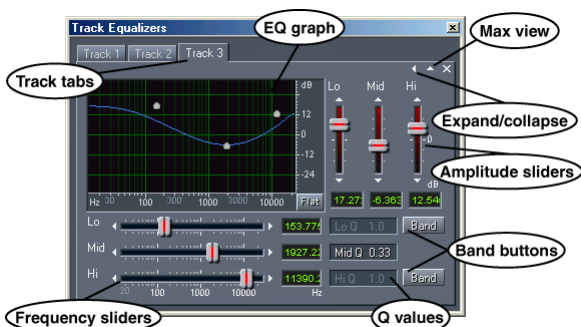 Track Equalizers
EQ graph
Max view
Track 1 Track 2 Track 3
Track tabs
dB
12
0
-12
-24
Hz 30 100 300 1000 3000 10000
Flat
Lo Mid Hi
0
dB
17.27 -6.363 12.54
Expand/collapse
Amplitude sliders
Lo 153.775 Lo Q 1.0 Band
Mid 1927.22 Mid Q 0.33
Hi 11390.2 Hi Q 1.0 Band
20 100 1000 10000 Hz
Band buttons
Frequency sliders
Q values